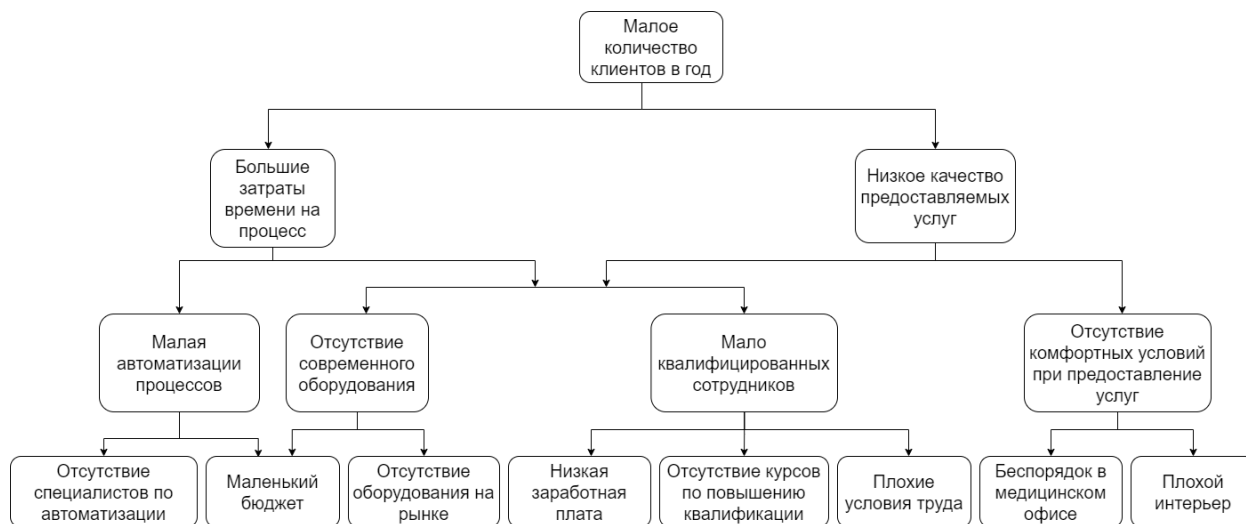 Малое
количество
клиентов в год
Большие
затраты
времени на
процесс
Низкое качество
предоставляемых
услуг
Малая
автоматизации
процессов
Отсутствие
современного
оборудования
Мало
квалифицированных
сотрудников
Отсутствие
комфортных условий
при предоставление
услуг
Отсутствие
специалистов по
автоматизации
Маленький
бюджет
Отсутствие
оборудования на
рынке
Низкая
заработная
плата
Отсутствие курсов
по повышению
квалификации
Плохие
условия труда
Беспорядок в
медицинском
офисе
Плохой
интерьер